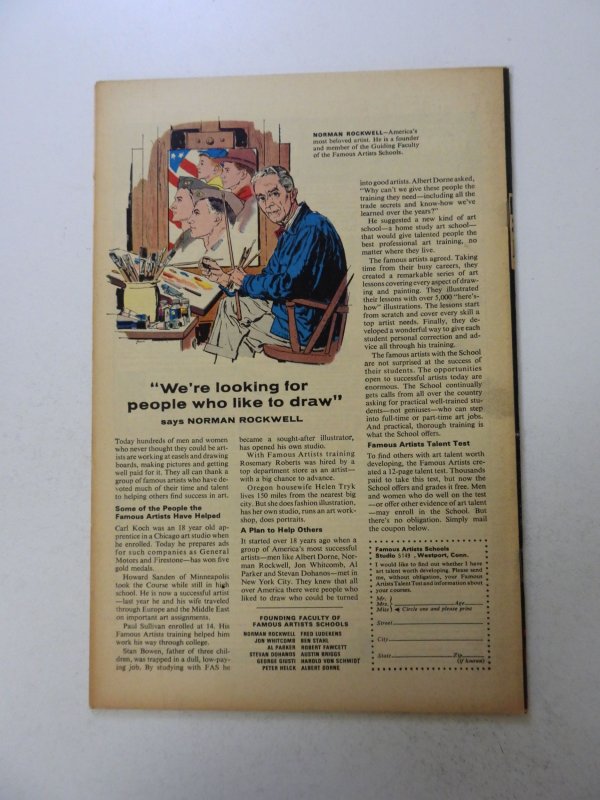 NORMAN ROCKWELL—America's
most beloved artist. He is a founder
and member of the Guiding Faculty
of the Famous Artists Schools.
"We're looking for
people who like to draw"
says NORMAN ROCKWELL
Today hundreds of men and women
who never thought they could be art-
ists are working at easels and drawing
boards, making pictures and getting
well paid for it. They all can thank a
group of famous artists who have de-
voted much of their time and talent
to helping others find success in art.
Some of the People the
Famous Artists Have Helped
Carl Koch was an 18 year old ap-
prentice in a Chicago art studio when
he enrolled. Today he prepares ads
for such companies as General
Motors and Firestone—has won five
gold medals.
Howard Sanden of Minneapolis
took the Course while still in high
school. He is now a successful artist
—last year he and his wife traveled
through Europe and the Middle East
on important art assignments.
Paul Sullivan enrolled at 14. His
Famous Artists training helped him
work his way through college.
Stan Bowen, father of three chil-
dren, was trapped in a dull, low-pay-
ing job. By studying with FAS he
became a sought-after illustrator,
has opened his own studio.
With Famous Artists training
Rosemary Roberts was hired by a
top department store as an artist—
with a big chance to advance.
Oregon housewife Helen Tryk
lives 150 miles from the nearest big
city. But she does fashion illustration,
has her own studio, runs an art work-
shop, does portraits.
A Plan to Help Others
It started over 18 years ago when a
group of America's most successful
artists—men like Albert Dorne, Nor-
man Rockwell, Jon Whitcomb, Al
Parker and Stevan Dohanos—met in
New York City. They knew that all
over America there were people who
liked to draw who could be turned
FOUNDING FACULTY OF
FAMOUS ARTISTS SCHOOLS
NORMAN ROCKWELL FRED LUDEKENS
JON WHITCOMB BEN STAHL
AL PARKER ROBERT FAWCETT
STEVAN DOHANOS AUSTIN BRIGGS
GEORGE GIUSTI HAROLD VON SCHMIDT
PETER HELCK ALBERT DORNE
into good artists. Albert Dorne asked,
"Why can't we give these people the
training they need—including all the
trade secrets and know-how we've
learned over the years?"
He suggested a new kind of art
school—a home study art school—
that would give talented people the
best professional art training, no
matter where they live.
The famous artists agreed. Taking
time from their busy careers, they
created a remarkable series of art
lessons covering every aspect of draw-
ing and painting. They illustrated
their lessons with over 5,000 "here's-
how" illustrations. The lessons start
from scratch and cover every skill a
top artist needs. Finally, they de-
veloped a wonderful way to give each
student personal correction and ad-
vice all through his training.
The famous artists with the School
are not surprised at the success of
their students. The opportunities
open to successful artists today are
enormous. The School continually
gets calls from all over the country
asking for practical well-trained stu-
dents—not geniuses—who can step
into full-time or part-time art jobs.
And practical, thorough training is
what the School offers.
Famous Artists Talent Test
To find others with art talent worth
developing, the Famous Artists cre-
ated a 12-page talent test. Thousands
paid to take this test, but now the
School offers and grades it free. Men
and women who do well on the test
—or offer other evidence of art talent
—may enroll in the School. But
there's no obligation. Simply mail
the coupon below.
Famous Artists Schools
Studio 5149, Westport, Conn.
I would like to find out whether I have
art talent worth developing. Please send
me, without obligation, your Famous
Artists Talent Test and information about
your courses.
Mr.
Mrs. Age
Miss Circle one and please print
Street
City
State Zip
(if known)